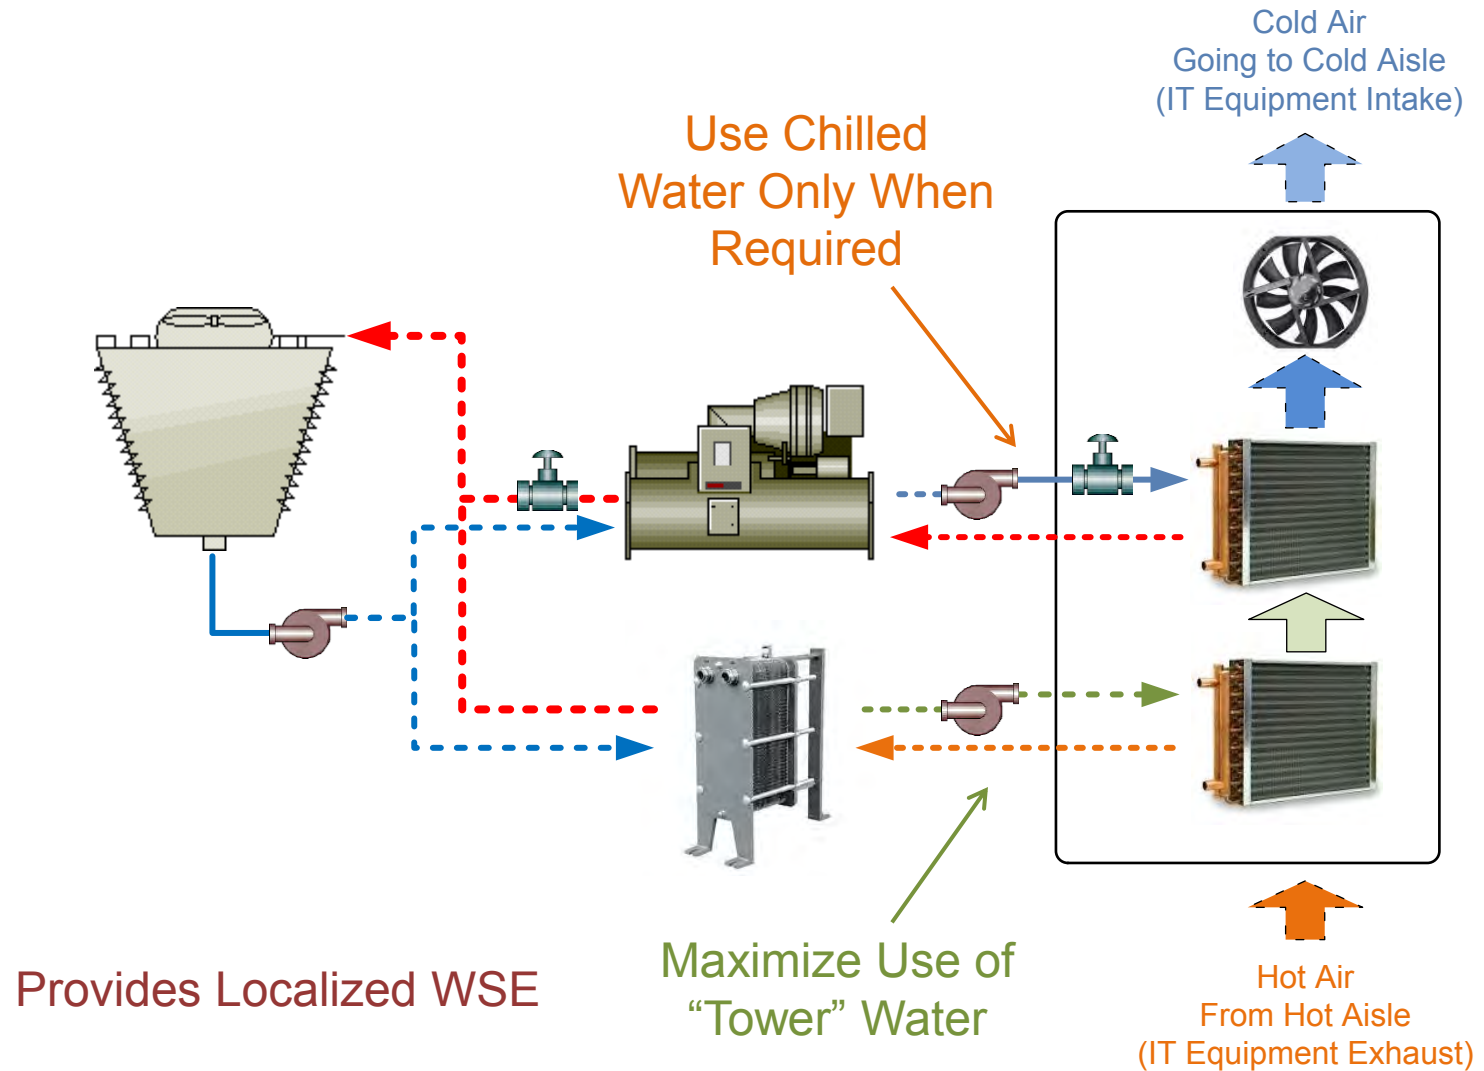 Cold Air
Going to Cold Aisle
(IT Equipment Intake)
Use Chilled
Water Only When
Required
Maximize Use of
“Tower” Water
Provides Localized WSE
Hot Air
From Hot Aisle
(IT Equipment Exhaust)